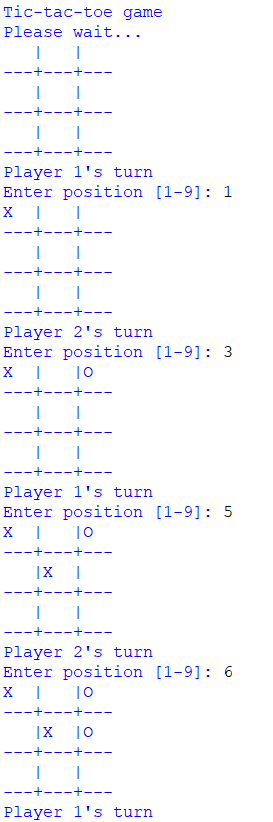 Tic-tac-toe game
Please wait...
   |   |
---+---+---
   |   |
---+---+---
   |   |
---+---+---
Player 1's turn
Enter position [1-9]: 1
X  |   |
---+---+---
   |   |
---+---+---
   |   |
---+---+---
Player 2's turn
Enter position [1-9]: 3
X  |   |O
---+---+---
   |   |
---+---+---
   |   |
---+---+---
Player 1's turn
Enter position [1-9]: 5
X  |   |O
---+---+---
   |X  |
---+---+---
   |   |
---+---+---
Player 2's turn
Enter position [1-9]: 6
X  |   |O
---+---+---
   |X  |O
---+---+---
   |   |
---+---+---
Player 1's turn